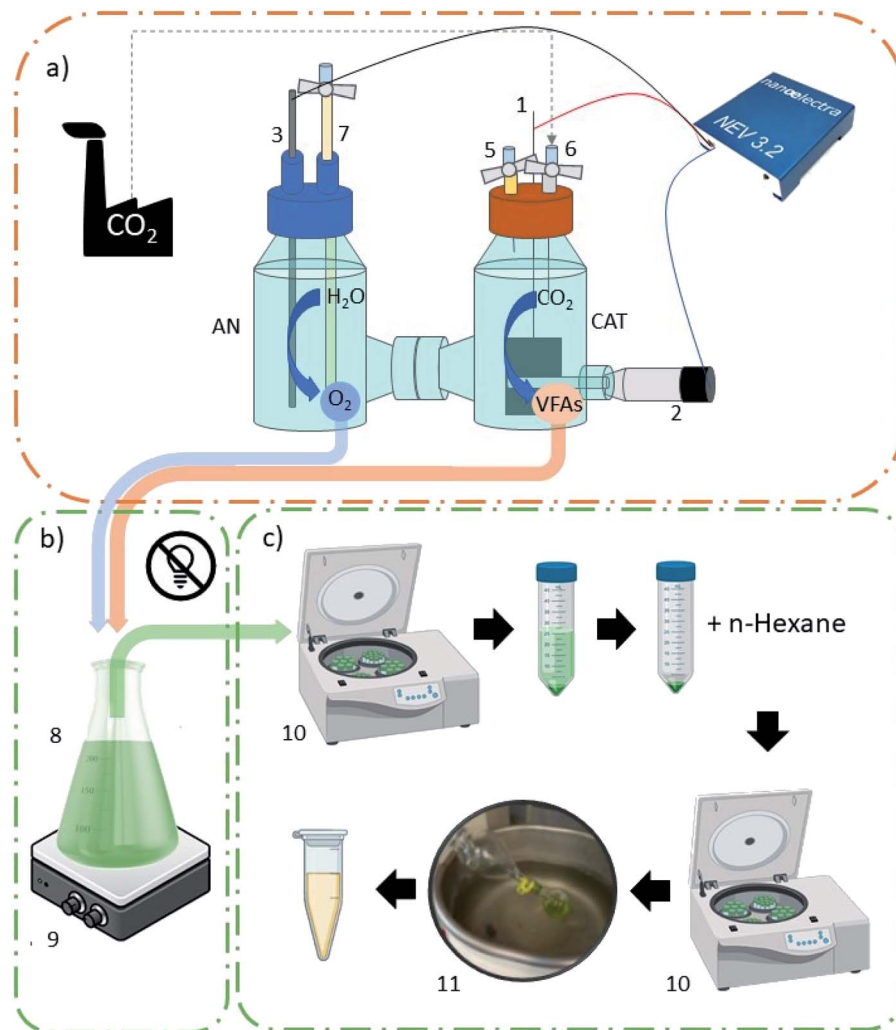 a)
1
3
7
5
6
nanoelectra
NEV 3.2
CO2
H2O
CO2
AN
CAT
O2
VFAs
2
b)
c)
+ n-Hexane
8
10
200
150
100
9
11
10